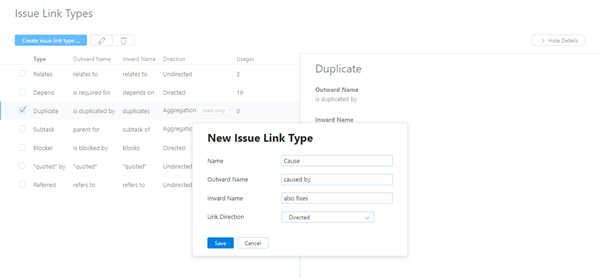 Issue Link Types
Create issue link type ...
Hide Details
Type Outward Name Inward Name Direction Usages
Relates relates to relates to Undirected 2
Depend is required for depends on Directed 19
Duplicate is duplicated by duplicates Aggregation read only 0
Subtask parent for subtask of Aggregation
Blocker is blocked by blocks Directed
"quoted" by "quoted" "quoted" Undirected
Referred refers to refers to Undirected
Duplicate
Outward Name
is duplicated by
Inward Name
New Issue Link Type
Name Cause
Outward Name caused by
Inward Name also fixes
Link Direction Directed
Save Cancel